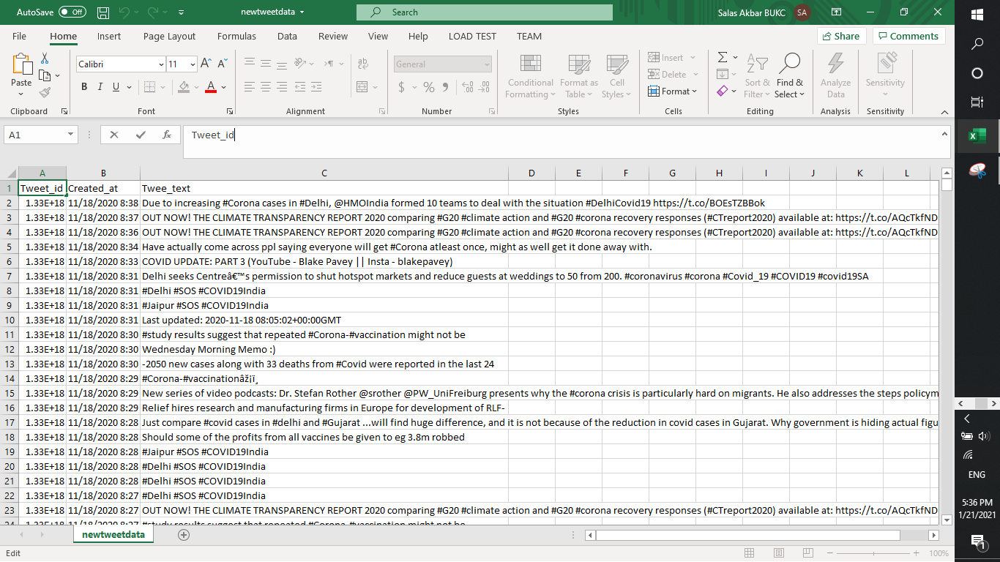 AutoSave Off newtweetdata Search Salas Akbar BUKC SA
File Home Insert Page Layout Formulas Data Review View Help LOAD TEST TEAM Share Comments
Calibri 11 A A General Insert
Paste B I U A $ % Conditional Formatting Format as Table Cell Styles Delete Format Sort & Filter Find & Select Analyze Data Sensitivity
Clipboard Font Alignment Number Styles Cells Editing Analysis Sensitivity
A1 fx Tweet_id
A B C D E F G H I J K L
1 Tweet_id Created_at Twee_text
2 1.33E+18 11/18/2020 8:38 Due to increasing #Corona cases in #Delhi, @HMOIndia formed 10 teams to deal with the situation #DelhiCovid19 https://t.co/BOEsTZBBok
3 1.33E+18 11/18/2020 8:37 OUT NOW! THE CLIMATE TRANSPARENCY REPORT 2020 comparing #G20 #climate action and #G20 #corona recovery responses (#CTreport2020) available at: https://t.co/AQcTkfND
4 1.33E+18 11/18/2020 8:36 OUT NOW! THE CLIMATE TRANSPARENCY REPORT 2020 comparing #G20 #climate action and #G20 #corona recovery responses (#CTreport2020) available at: https://t.co/AQcTkfND
5 1.33E+18 11/18/2020 8:34 Have actually come across ppl saying everyone will get #Corona atleast once, might as well get it done away with.
6 1.33E+18 11/18/2020 8:33 COVID UPDATE: PART 3 (YouTube - Blake Pavey || Insta - blakepavey)
7 1.33E+18 11/18/2020 8:31 Delhi seeks Centreâ€™s permission to shut hotspot markets and reduce guests at weddings to 50 from 200. #coronavirus #corona #Covid_19 #COVID19 #covid19SA
8 1.33E+18 11/18/2020 8:31 #Delhi #SOS #COVID19India
9 1.33E+18 11/18/2020 8:31 #Jaipur #SOS #COVID19India
10 1.33E+18 11/18/2020 8:31 Last updated: 2020-11-18 08:05:02+00:00GMT
11 1.33E+18 11/18/2020 8:30 #study results suggest that repeated #Corona-#vaccination might not be
12 1.33E+18 11/18/2020 8:30 Wednesday Morning Memo :)
13 1.33E+18 11/18/2020 8:30 -2050 new cases along with 33 deaths from #Covid were reported in the last 24
14 1.33E+18 11/18/2020 8:29 #Corona-#vaccinationâž¡ï¸
15 1.33E+18 11/18/2020 8:29 New series of video podcasts: Dr. Stefan Rother @srother @PW_UniFreiburg presents why the #corona crisis is particularly hard on migrants. He also addresses the steps policym
16 1.33E+18 11/18/2020 8:29 Relief hires research and manufacturing firms in Europe for development of RLF-
17 1.33E+18 11/18/2020 8:28 Just compare #covid cases in #delhi and #Gujarat ...will find huge difference, and it is not because of the reduction in covid cases in Gujarat. Why government is hiding actual figu
18 1.33E+18 11/18/2020 8:28 Should some of the profits from all vaccines be given to eg 3.8m robbed
19 1.33E+18 11/18/2020 8:28 #Jaipur #SOS #COVID19India
20 1.33E+18 11/18/2020 8:28 #Delhi #SOS #COVID19India
21 1.33E+18 11/18/2020 8:28 #Delhi #SOS #COVID19India
22 1.33E+18 11/18/2020 8:27 #Delhi #SOS #COVID19India
23 1.33E+18 11/18/2020 8:27 OUT NOW! THE CLIMATE TRANSPARENCY REPORT 2020 comparing #G20 #climate action and #G20 #corona recovery responses (#CTreport2020) available at: https://t.co/AQcTkfND
24 1.33E+18 11/18/2020 8:27 #study results suggest that repeated #Corona-#vaccination might not be
newtweetdata
Edit 100%
ENG
5:36 PM
1/21/2021
1